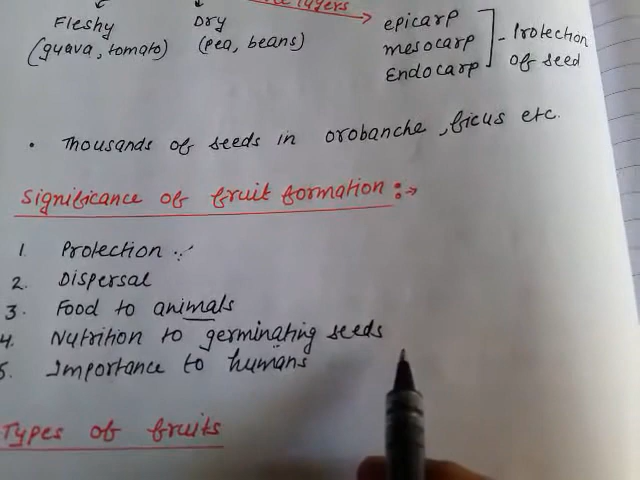 layers
Fleshy Dry epicarp
(guava, tomato) (pea, beans) mesocarp - Protection
Endocarp of seed
• Thousands of seeds in orobanche, ficus etc.
Significance of fruit formation :→
1. Protection
2. Dispersal
3. Food to animals
4. Nutrition to germinating seeds
5. Importance to humans
Types of fruits